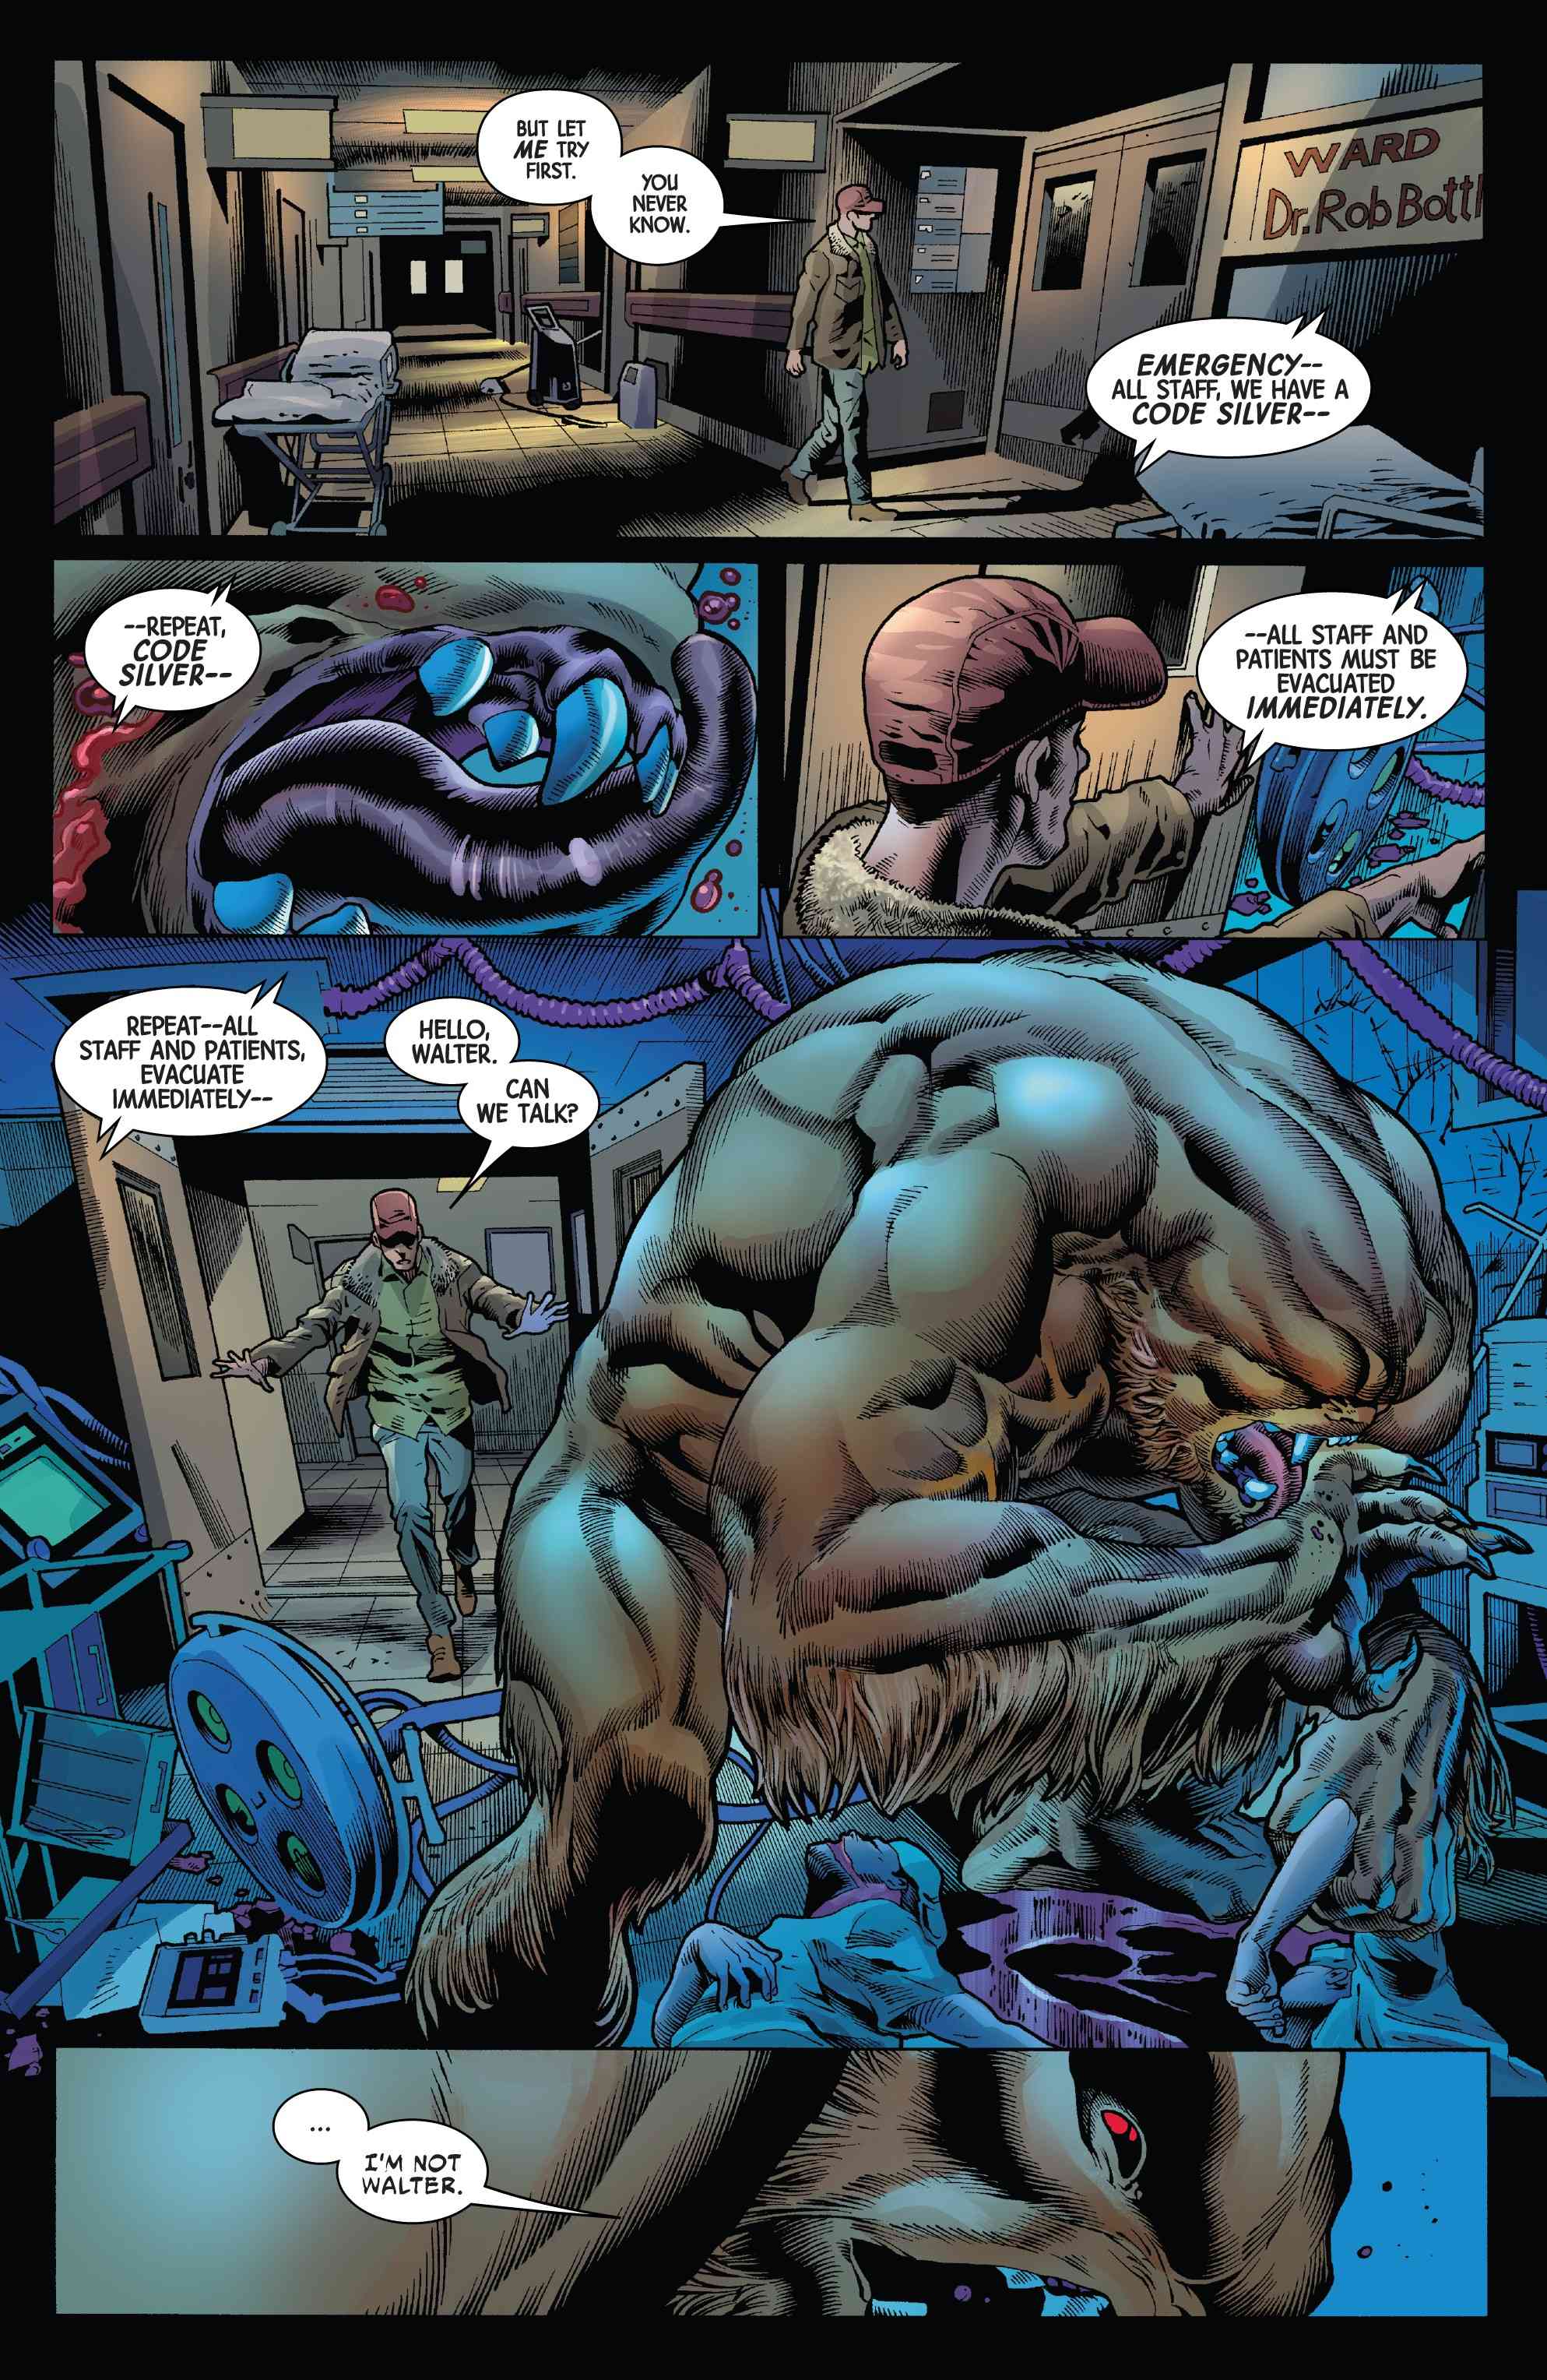 BUT LET
ME TRY
FIRST.
YOU
NEVER
KNOW.
WARD
Dr. Rob Bott
EMERGENCY--
ALL STAFF, WE HAVE A
CODE SILVER--
--REPEAT,
CODE
SILVER--
--ALL STAFF AND
PATIENTS MUST BE
EVACUATED
IMMEDIATELY.
REPEAT--ALL
STAFF AND PATIENTS,
EVACUATE
IMMEDIATELY--
HELLO,
WALTER.
CAN
WE TALK?
...
I'M NOT
WALTER.